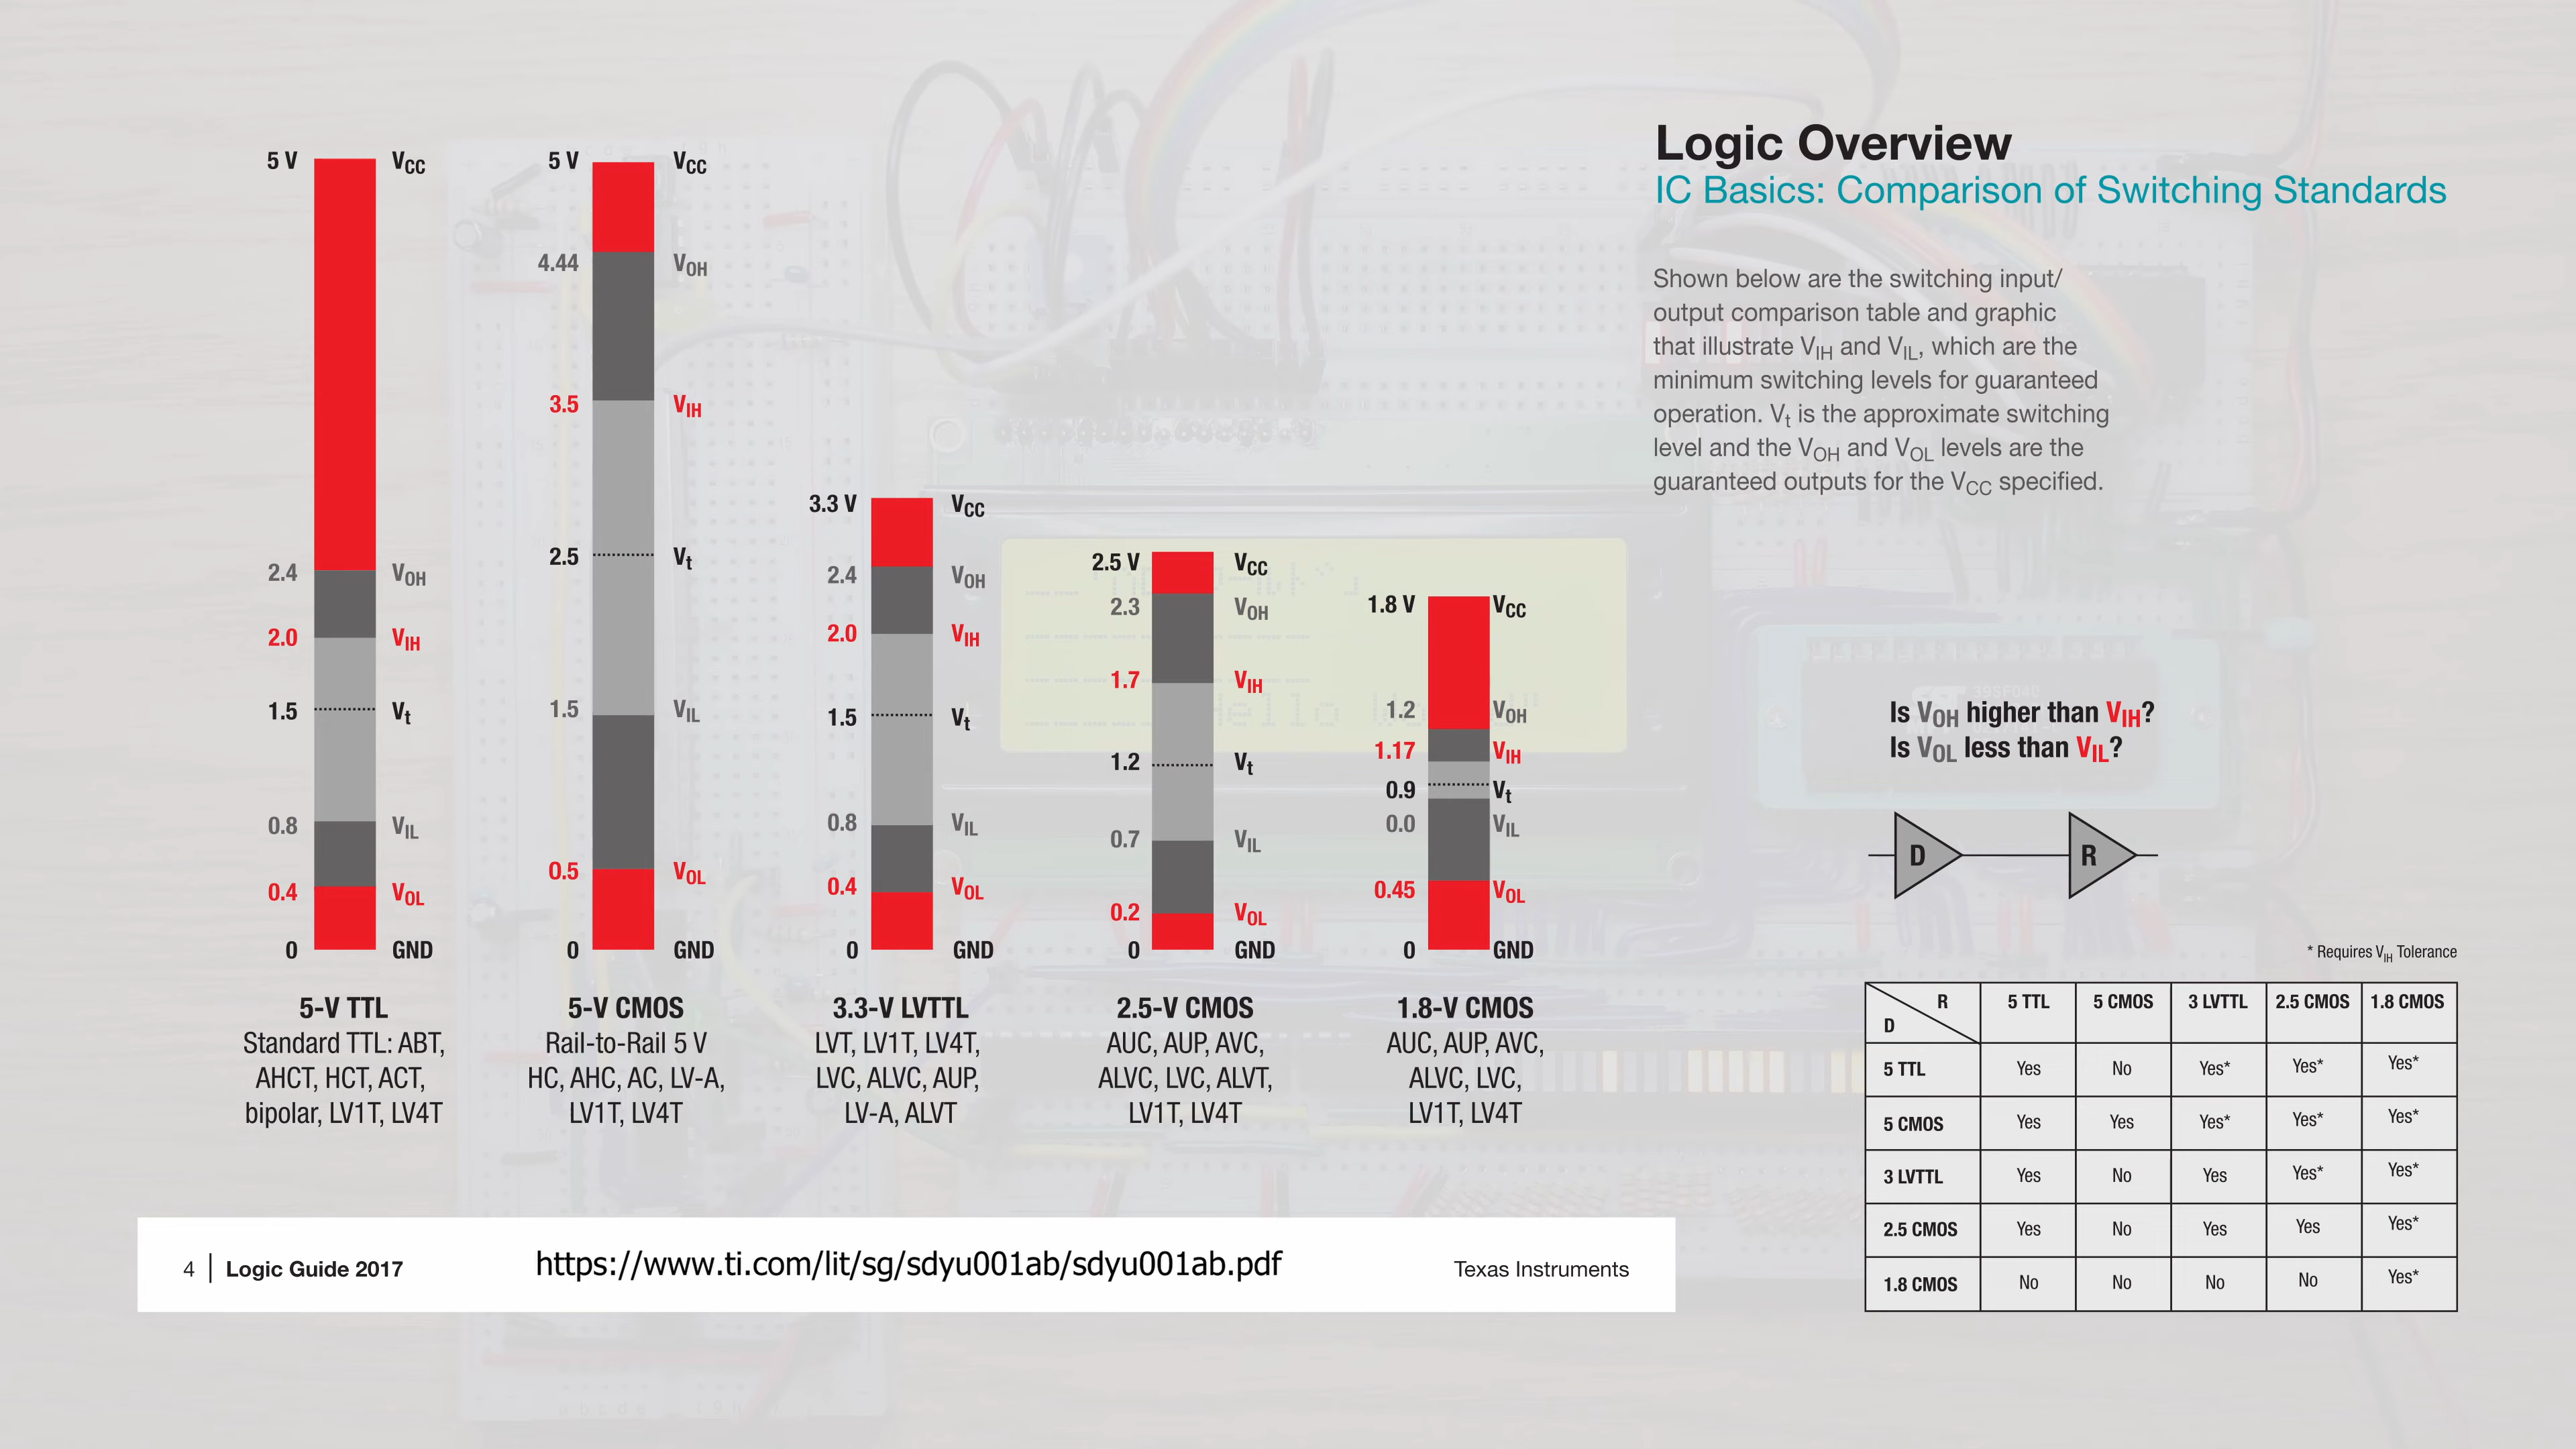 Logic Overview
IC Basics: Comparison of Switching Standards
Shown below are the switching input/
output comparison table and graphic
that illustrate VIH and VIL, which are the
minimum switching levels for guaranteed
operation. Vt is the approximate switching
level and the VOH and VOL levels are the
guaranteed outputs for the VCC specified.
5 V VCC
2.4 VOH
2.0 VIH
1.5 Vt
0.8 VIL
0.4 VOL
0 GND
5-V TTL
Standard TTL: ABT,
AHCT, HCT, ACT,
bipolar, LV1T, LV4T
5 V VCC
4.44 VOH
3.5 VIH
2.5 Vt
1.5 VIL
0.5 VOL
0 GND
5-V CMOS
Rail-to-Rail 5 V
HC, AHC, AC, LV-A,
LV1T, LV4T
3.3 V VCC
2.4 VOH
2.0 VIH
1.5 Vt
0.8 VIL
0.4 VOL
0 GND
3.3-V LVTTL
LVT, LV1T, LV4T,
LVC, ALVC, AUP,
LV-A, ALVT
2.5 V VCC
2.3 VOH
1.7 VIH
1.2 Vt
0.7 VIL
0.2 VOL
0 GND
2.5-V CMOS
AUC, AUP, AVC,
ALVC, LVC, ALVT,
LV1T, LV4T
1.8 V VCC
1.2 VOH
1.17 VIH
0.9 Vt
0.0 VIL
0.45 VOL
0 GND
1.8-V CMOS
AUC, AUP, AVC,
ALVC, LVC,
LV1T, LV4T
Is VOH higher than VIH?
Is VOL less than VIL?
D R
* Requires VIH Tolerance
R
D
5 TTL 5 CMOS 3 LVTTL 2.5 CMOS 1.8 CMOS
5 TTL Yes No Yes* Yes* Yes*
5 CMOS Yes Yes Yes* Yes* Yes*
3 LVTTL Yes No Yes Yes* Yes*
2.5 CMOS Yes No Yes Yes Yes*
1.8 CMOS No No No No Yes*
4 | Logic Guide 2017 https://www.ti.com/lit/sg/sdyu001ab/sdyu001ab.pdf Texas Instruments